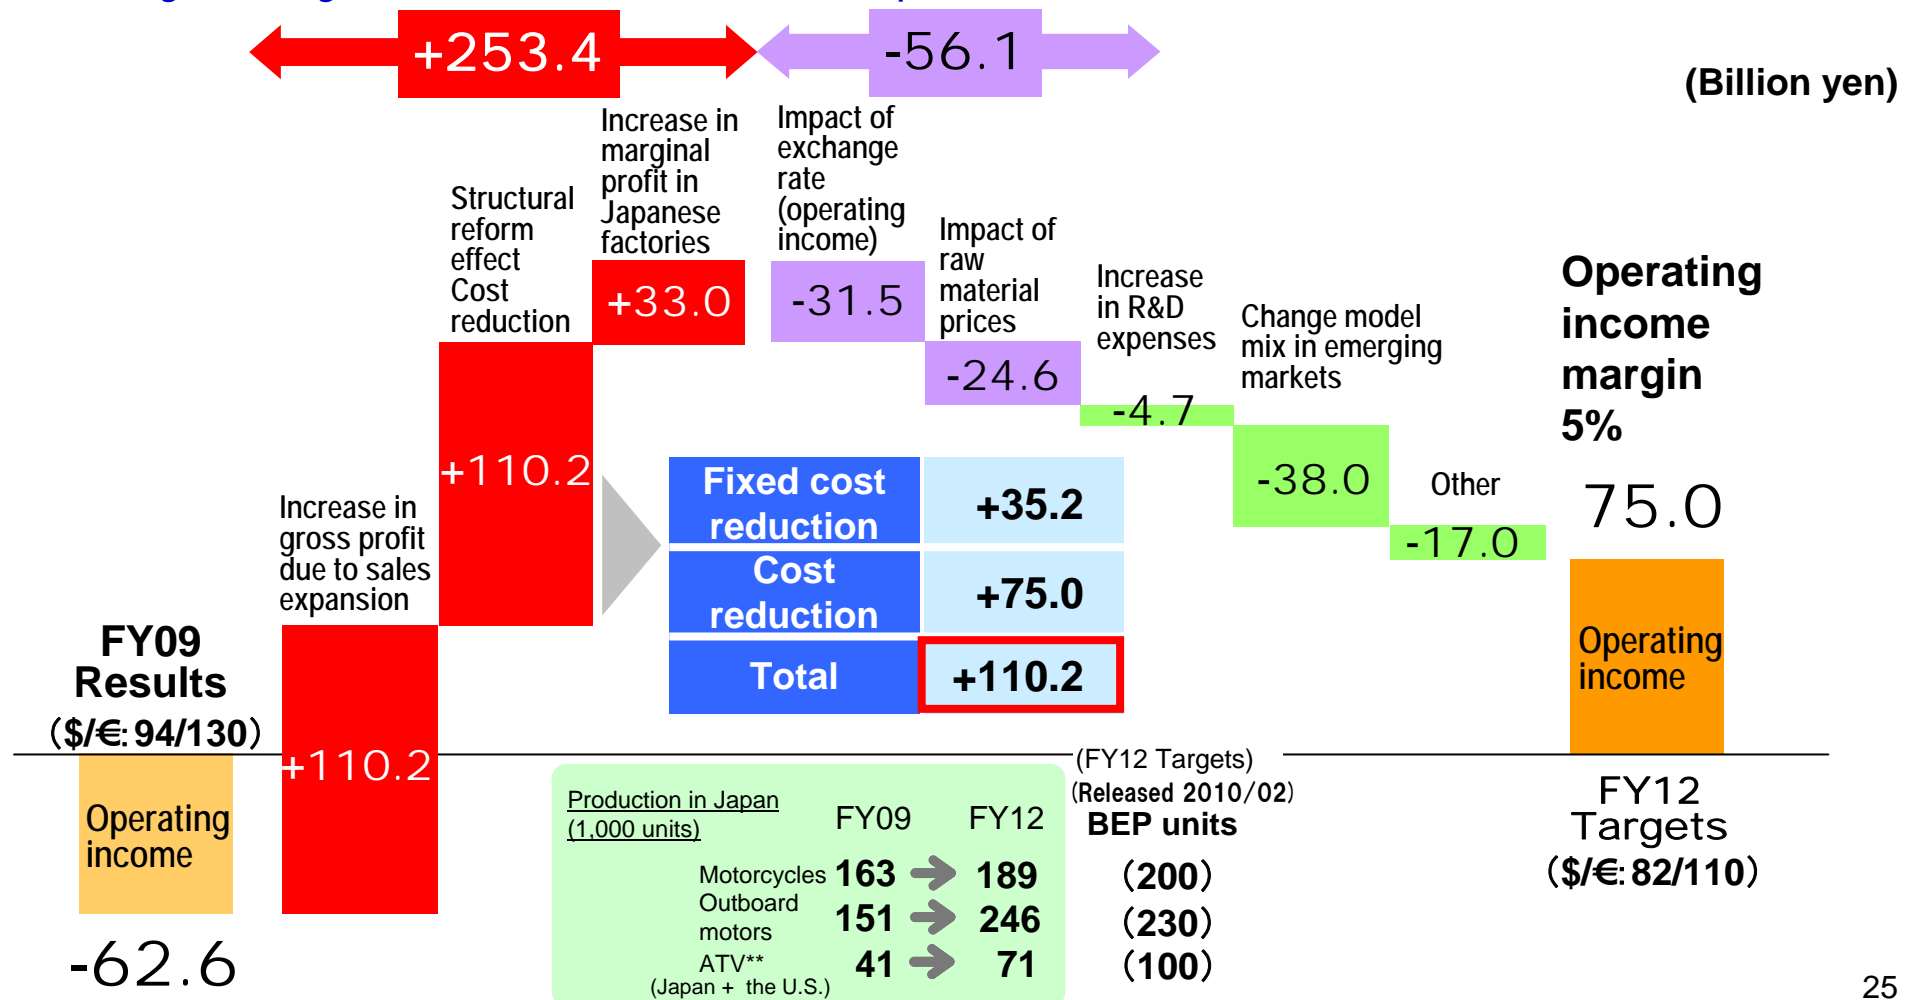 +253.4
-56.1
(Billion yen)
Increase in
marginal
profit in
Japanese
factories
Impact of
exchange
rate
(operating
income)
Structural
reform
effect
Cost
reduction
Impact of
raw
material
prices
Increase
in R&D
expenses
Change model
mix in emerging
markets
Operating
income
margin
5%
+33.0
-31.5
-24.6
-4.7
+110.2
-38.0
Other
-17.0
75.0
Increase in
gross profit
due to sales
expansion
Fixed cost
reduction
+35.2
Cost
reduction
+75.0
Total
+110.2
FY09
Results
($/€: 94/130)
+110.2
Operating
income
-62.6
Operating
income
FY12
Targets
($/€: 82/110)
(FY12 Targets)
(Released 2010/02)
BEP units
Production in Japan
(1,000 units)
FY09 FY12
Motorcycles 163 189 (200)
Outboard
motors 151 246 (230)
ATV** 41 71 (100)
(Japan + the U.S.)
25